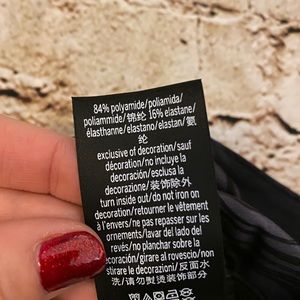 84% polyamide/poliamida/
poliammide/锦纶 16% elastane/
élasthanne/elastano/elastan/氨
纶
exclusive of decoration/sauf
décoration/no incluye la
decoración/esclusa la
decorazione/装饰除外
turn inside out/do not iron on
decoration/retourner le vêtement
à l'envers/ne pas repasser sur les
ornements/lavar del
revés/no planchar sobre la
decoración/girare al rovescio/non
stirare le decorazioni/反面水
洗/请勿熨烫装饰部分